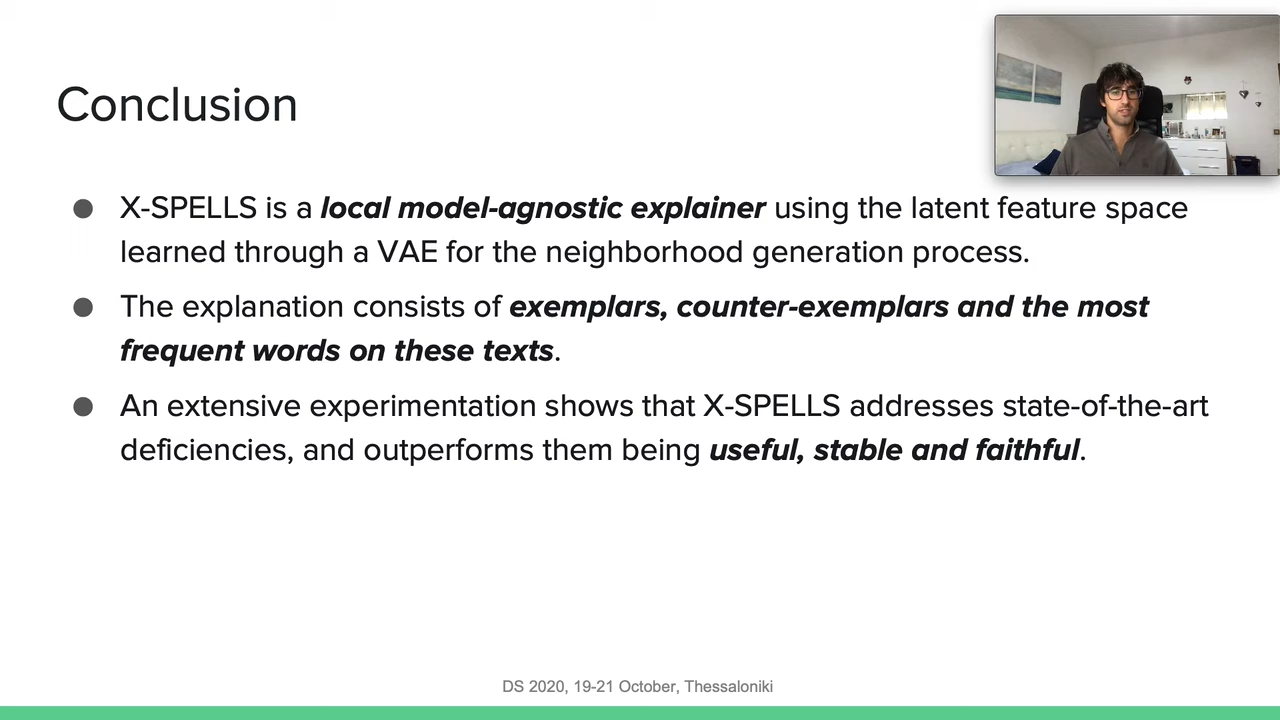 Conclusion
● X-SPELLS is a local model-agnostic explainer using the latent feature space
learned through a VAE for the neighborhood generation process.
● The explanation consists of exemplars, counter-exemplars and the most
frequent words on these texts.
● An extensive experimentation shows that X-SPELLS addresses state-of-the-art
deficiencies, and outperforms them being useful, stable and faithful.
DS 2020, 19-21 October, Thessaloniki